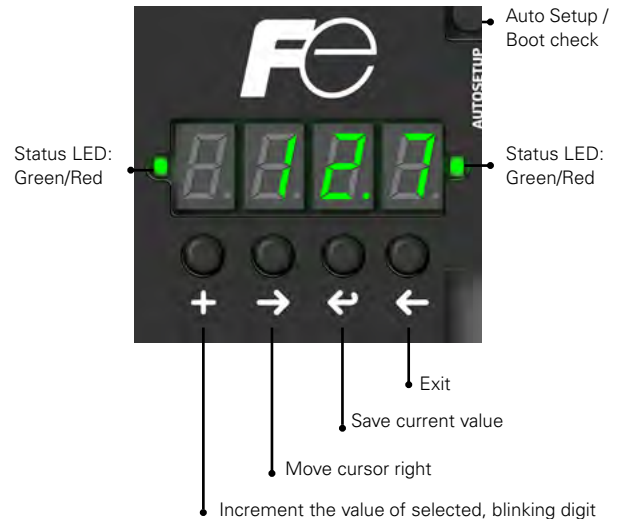 Auto Setup /
Boot check
AUTOSETUP
Fe
Status LED:
Green/Red
12.7
Status LED:
Green/Red
+ → ↵ ←
Exit
Save current value
Move cursor right
Increment the value of selected, blinking digit